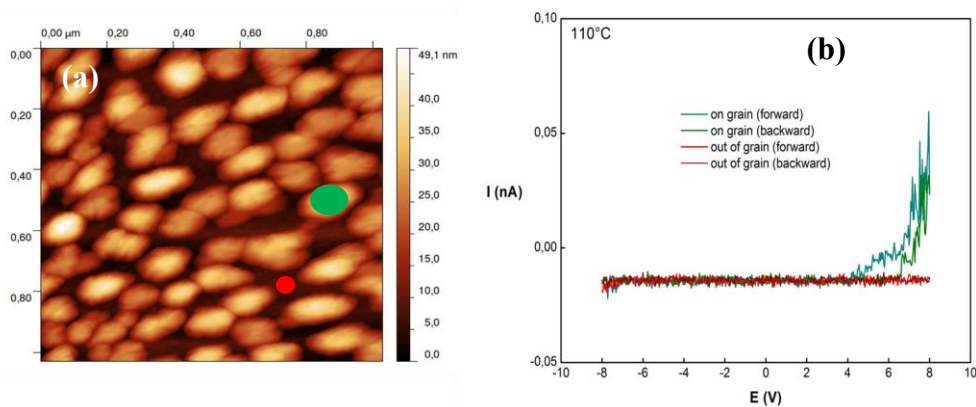 0,00 µm 0,20 0,40 0,60 0,80
49,1 nm
0,00
0,20
0,40
0,60
0,80
(a)
40,0
35,0
30,0
25,0
20,0
15,0
10,0
5,0
0,0
110°C
(b)
on grain (forward)
on grain (backward)
out of grain (forward)
out of grain (backward)
I (nA)
0,10
0,05
0,00
-0,05
-10 -8 -6 -4 -2 0 2 4 6 8 10
E (V)